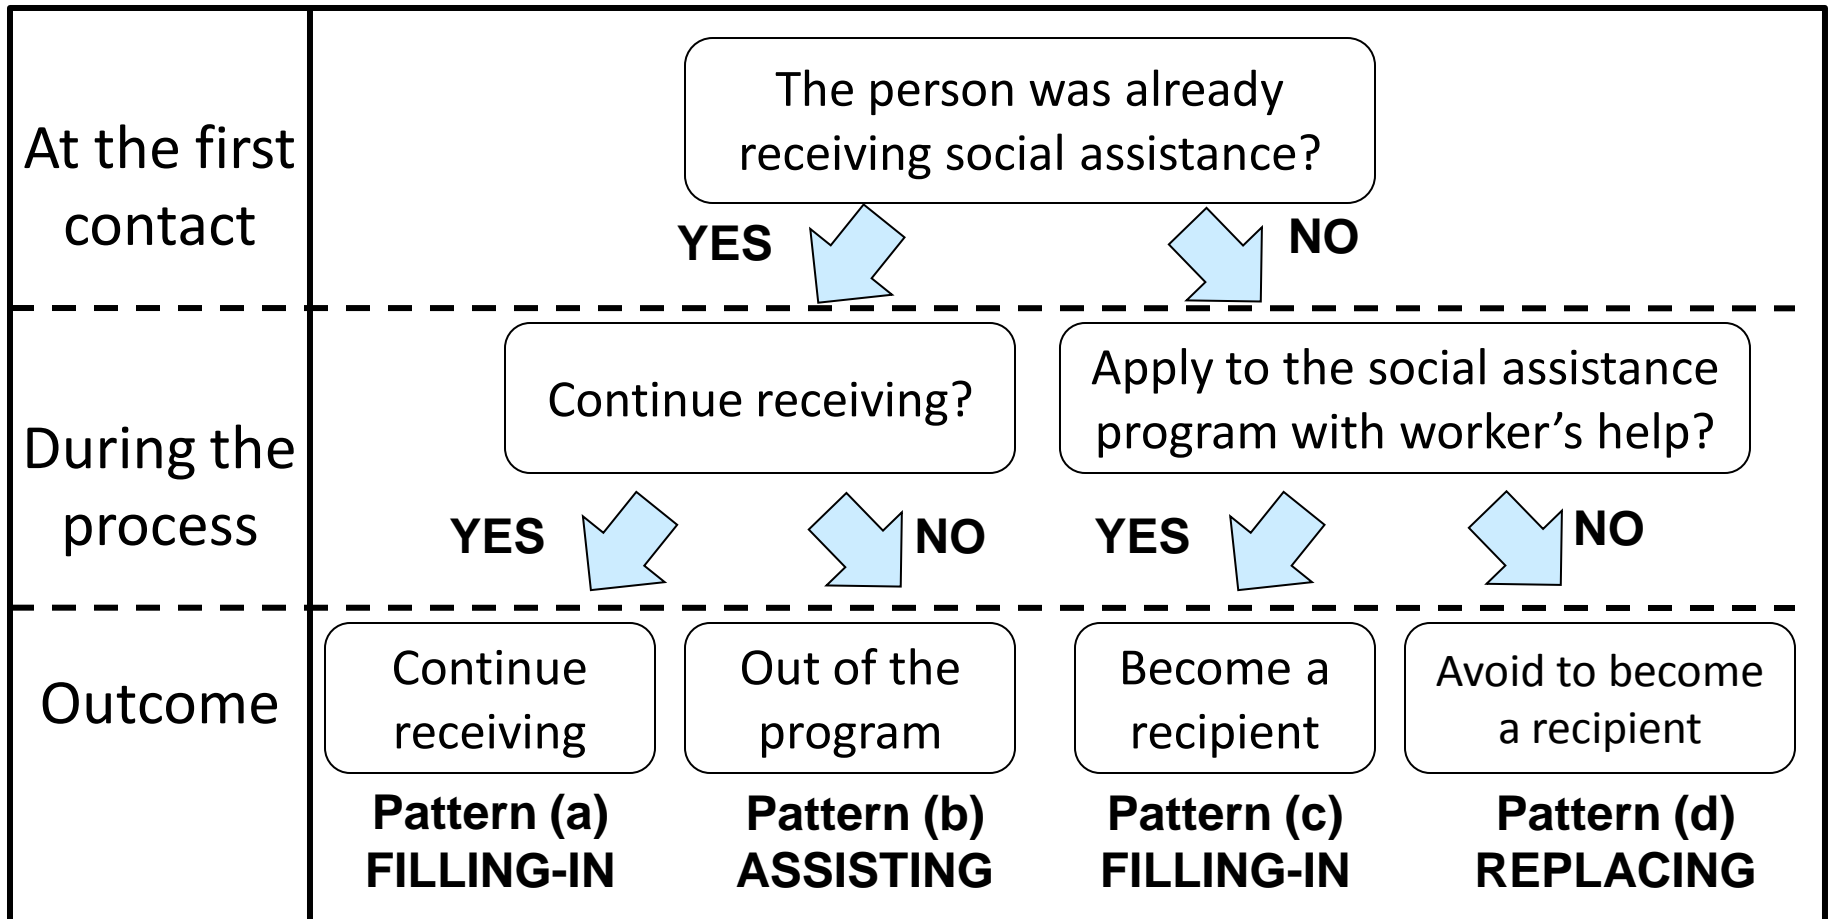 At the first
contact
The person was already
receiving social assistance?
YES
NO
During the
process
Continue receiving?
Apply to the social assistance
program with worker’s help?
YES
NO
YES
NO
Outcome
Continue
receiving
Out of the
program
Become a
recipient
Avoid to become
a recipient
Pattern (a)
FILLING-IN
Pattern (b)
ASSISTING
Pattern (c)
FILLING-IN
Pattern (d)
REPLACING